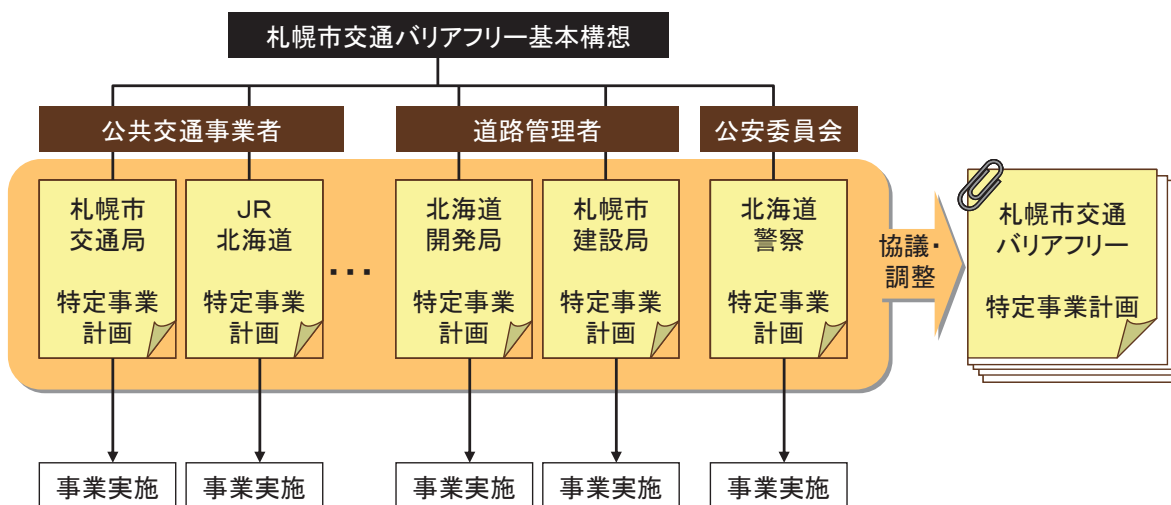 札幌市交通バリアフリー基本構想
公共交通事業者
道路管理者
公安委員会
札幌市
交通局
特定事業
計画
JR
北海道
特定事業
計画
・・・
北海道
開発局
特定事業
計画
札幌市
建設局
特定事業
計画
北海道
警察
特定事業
計画
協議・
調整
札幌市交通
バリアフリー
特定事業計画
事業実施
事業実施
事業実施
事業実施
事業実施